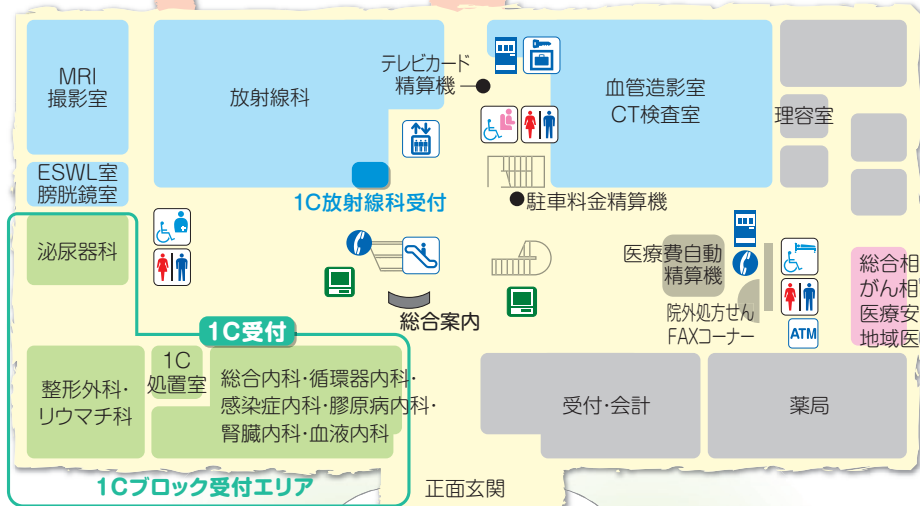 MRI
撮影室
放射線科
テレビカード
精算機
血管造影室
CT検査室
理容室
ESWL室
膀胱鏡室
1C放射線科受付
駐車料金精算機
泌尿器科
医療費自動
精算機
総合相
がん相
医療安
地域医
院外処方せん
FAXコーナー
ATM
総合案内
1C受付
整形外科・
リウマチ科
1C
処置室
総合内科・循環器内科・
感染症内科・膠原病内科・
腎臓内科・血液内科
受付・会計
薬局
1Cブロック受付エリア
正面玄関